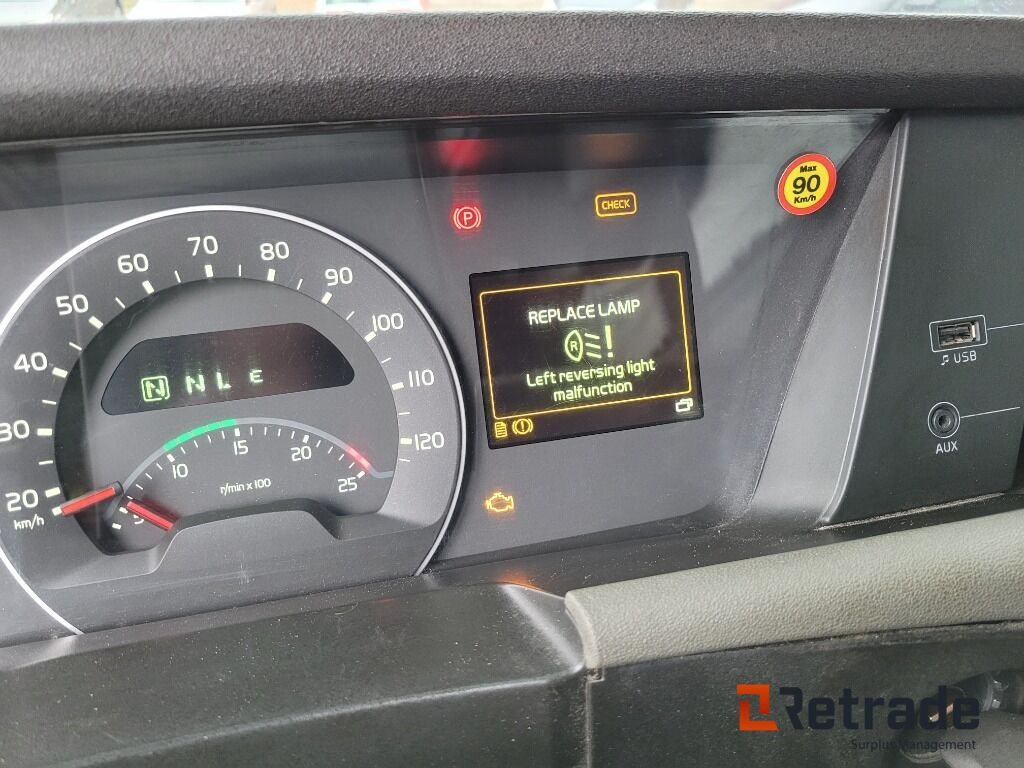 Max
90
Km/h
P
CHECK
REPLACE LAMP
R !
Left reversing light
malfunction
!
20 30 40 50 60 70 80 90 100 110 120
km/h
N N L E
5 10 15 20 25
r/min x 100
USB
AUX
Retrade
Surplus Management